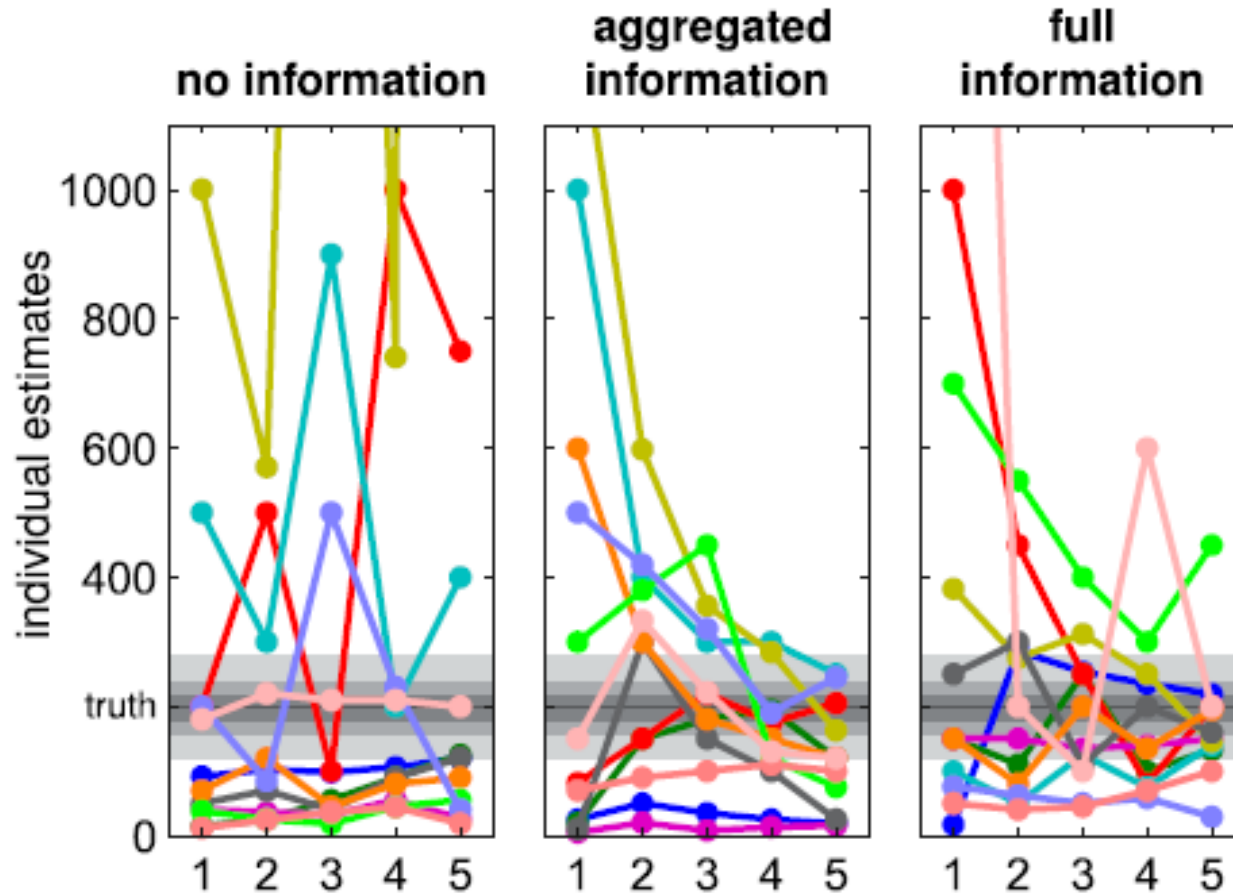 no information
aggregated
information
full
information
individual estimates
1000
800
600
400
truth
0
1 2 3 4 5
1 2 3 4 5
1 2 3 4 5